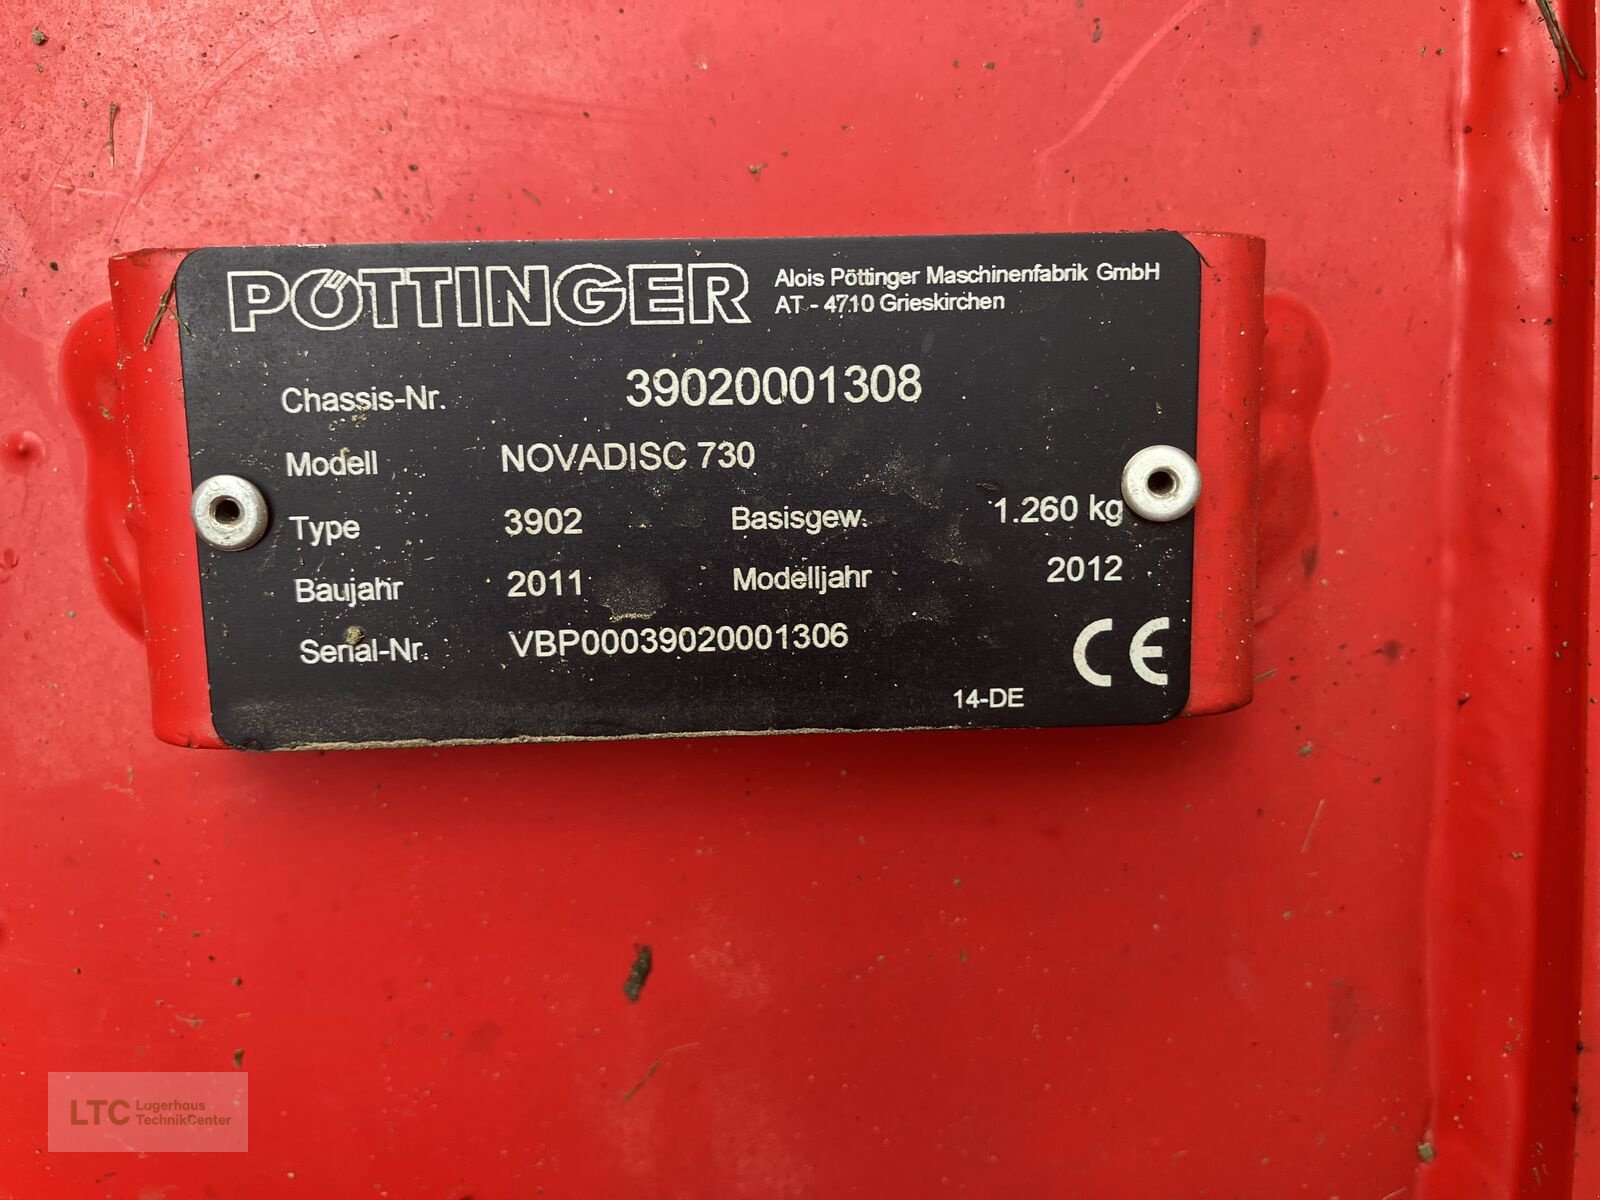 PÖTTINGER
Alois Pöttinger Maschinenfabrik GmbH
AT - 4710 Grieskirchen
Chassis-Nr. 39020001308
Modell NOVADISC 730
Type 3902 Basisgew. 1.260 kg
Baujahr 2011 Modelljahr 2012
Serial-Nr. VBP00039020001306
CE
14-DE
LTC Lagerhaus
TechnikCenter